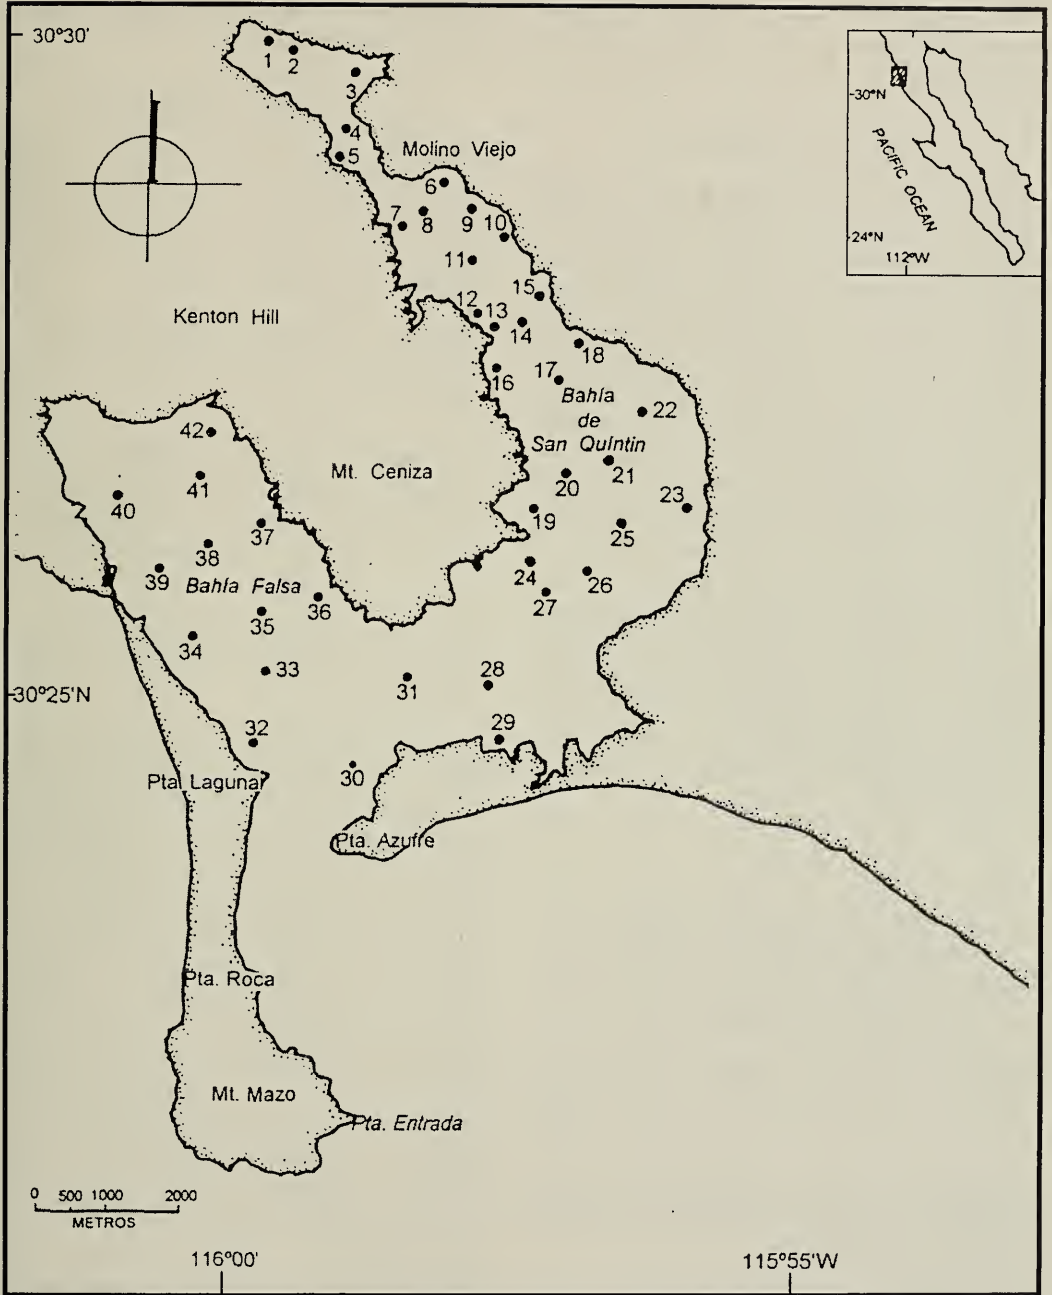 30°30'
1
2
3
4
5
Molino Viejo
6
7
8
9
10
11
12
13
14
15
16
17
18
Kenton Hill
Bahía
de
San Quintín
22
21
20
19
23
25
24
26
27
Mt. Ceniza
42
41
40
37
38
39
Bahía Falsa
36
35
34
33
31
28
30°25'N
32
29
30
Pta. Laguna
Pta. Azufre
Pta. Roca
Mt. Mazo
Pta. Entrada
0 500 1000 2000
METROS
116°00'
115°55'W
30°N
PACIFIC OCEAN
24°N
112°W